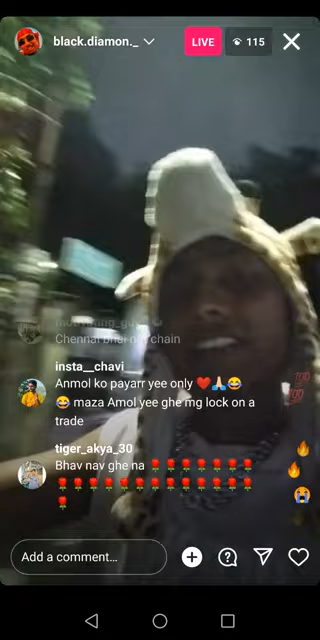 black.diamon._
LIVE
115
Chennai bhai
chain
insta__chavi
Anmol ko payarr yee only ❤️🙏🏻😂
😂 maza Amol yee ghe mg lock on a
trade
tiger_akya_30
Bhav nav ghe na 🌹🌹🌹🌹🌹🌹🌹
🌹🌹🌹🌹🌹🌹🌹🌹🌹🌹🌹🌹🌹
🌹
Add a comment...